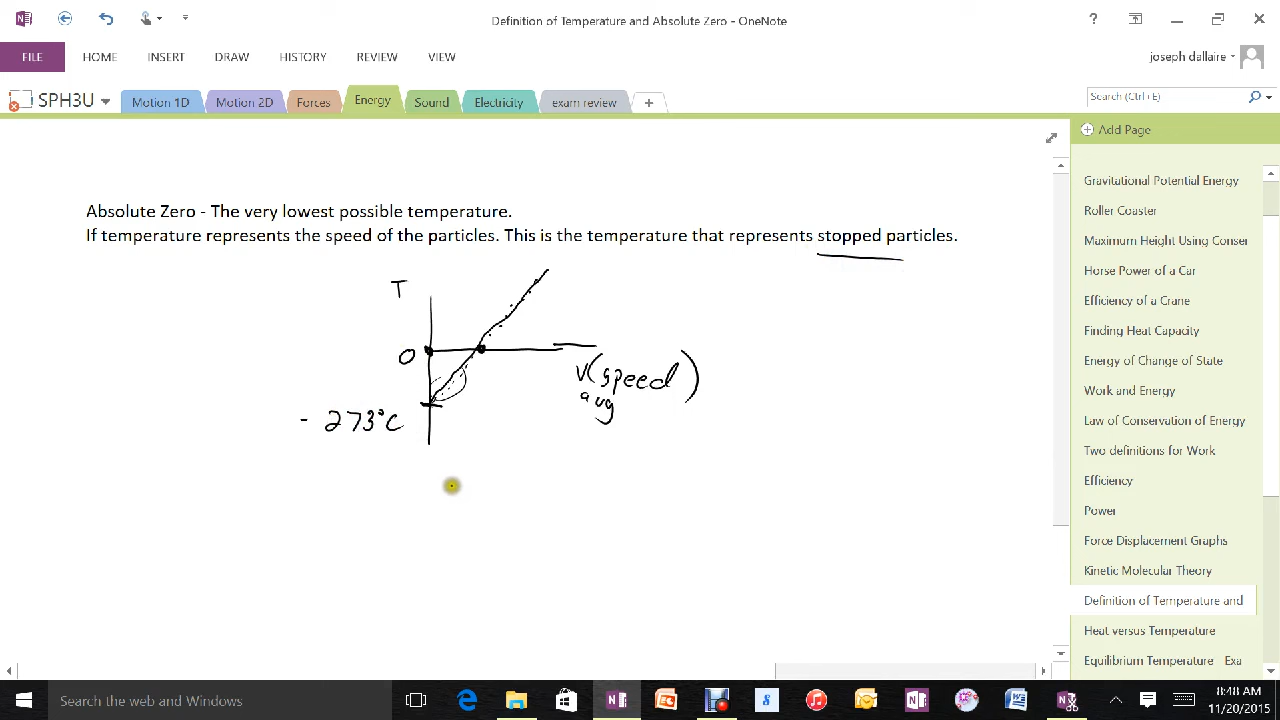 Definition of Temperature and Absolute Zero - OneNote
?
FILE HOME INSERT DRAW HISTORY REVIEW VIEW
joseph dallaire
SPH3U Motion 1D Motion 2D Forces Energy Sound Electricity exam review +
Search (Ctrl+E)
Add Page
Absolute Zero - The very lowest possible temperature.
If temperature represents the speed of the particles. This is the temperature that represents stopped particles.
T
0
v(speed)
avg
- 273°C
Gravitational Potential Energy
Roller Coaster
Maximum Height Using Conser
Horse Power of a Car
Efficiency of a Crane
Finding Heat Capacity
Energy of Change of State
Work and Energy
Law of Conservation of Energy
Two definitions for Work
Efficiency
Power
Force Displacement Graphs
Kinetic Molecular Theory
Definition of Temperature and
Heat versus Temperature
Equilibrium Temperature Exa
Search the web and Windows
8:48 AM
11/20/2015